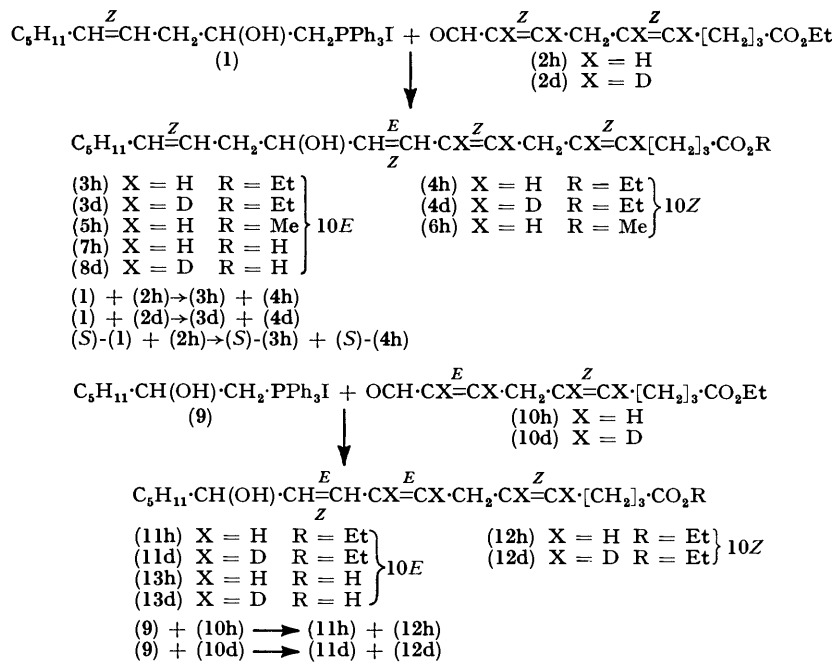 Z Z Z
C₅H₁₁·CH=CH·CH₂·CH(OH)·CH₂PPh₃I + OCH·CX=CX·CH₂·CX=CX·[CH₂]₃·CO₂Et
(1) (2h) X = H
(2d) X = D
Z E Z Z
C₅H₁₁·CH=CH·CH₂·CH(OH)·CH=CH·CX=CX·CH₂·CX=CX[CH₂]₃·CO₂R
Z
(3h) X = H R = Et (4h) X = H R = Et
(3d) X = D R = Et (4d) X = D R = Et 10Z
(5h) X = H R = Me 10E (6h) X = H R = Me
(7h) X = H R = H
(8d) X = D R = H
(1) + (2h)→(3h) + (4h)
(1) + (2d)→(3d) + (4d)
(S)-(1) + (2h)→(S)-(3h) + (S)-(4h)
E Z
C₅H₁₁·CH(OH)·CH₂·PPh₃I + OCH·CX=CX·CH₂·CX=CX·[CH₂]₃·CO₂Et
(9) (10h) X = H
(10d) X = D
E E Z
C₅H₁₁·CH(OH)·CH=CH·CX=CX·CH₂·CX=CX·[CH₂]₃·CO₂R
Z
(11h) X = H R = Et (12h) X = H R = Et
(11d) X = D R = Et 10E (12d) X = D R = Et 10Z
(13h) X = H R = H
(13d) X = D R = H
(9) + (10h) → (11h) + (12h)
(9) + (10d) → (11d) + (12d)